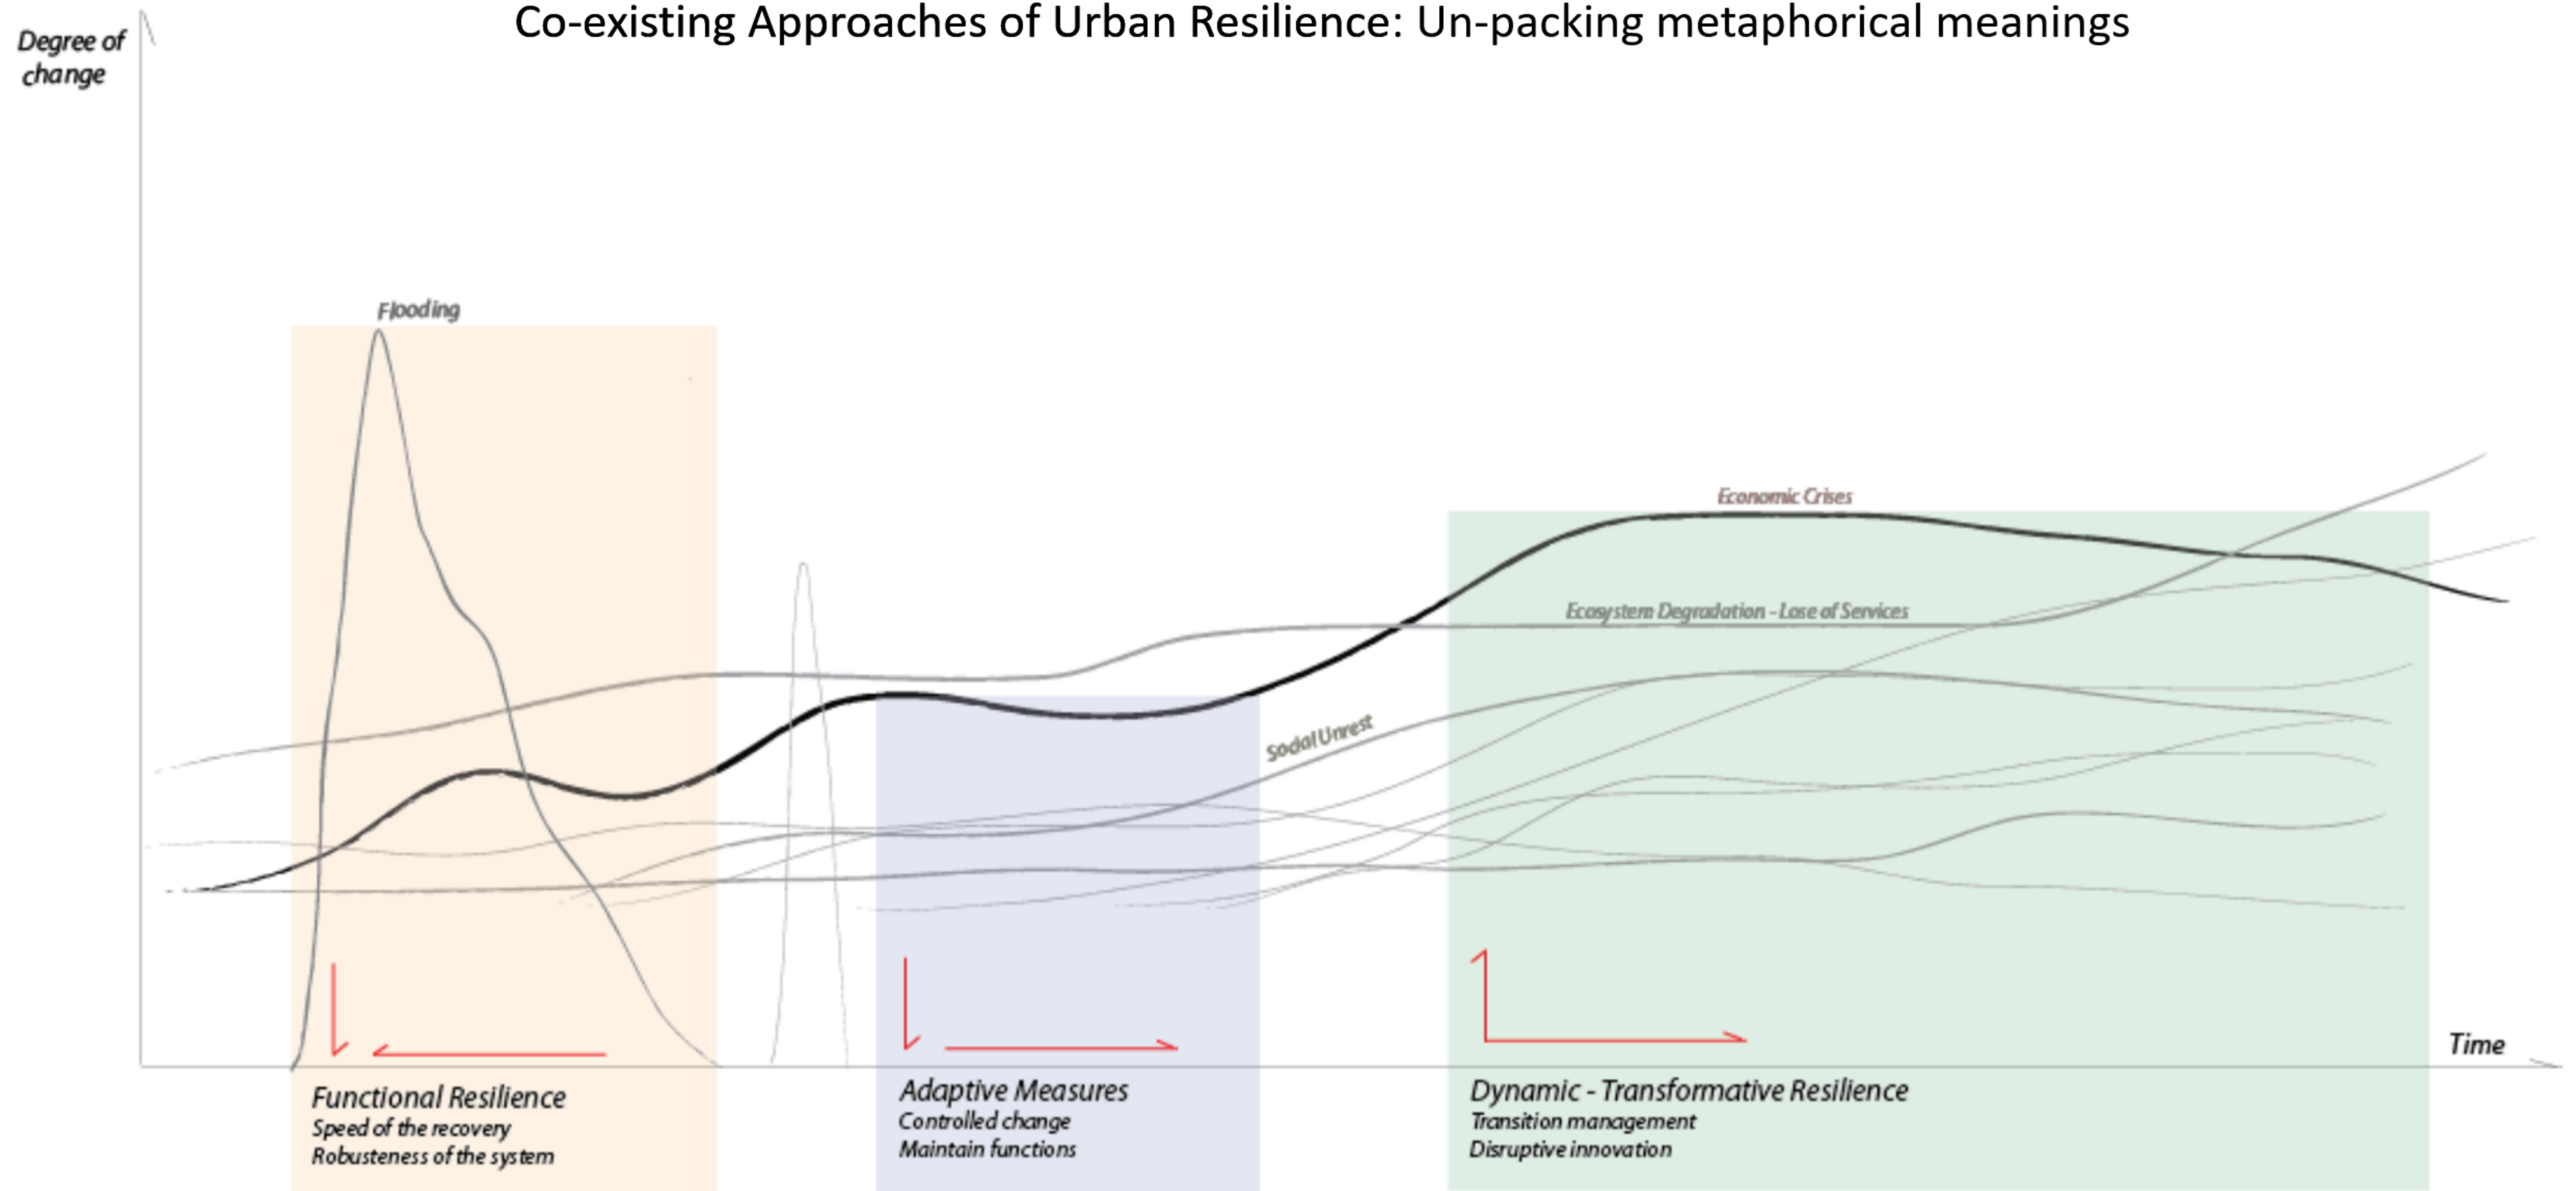 Co-existing Approaches of Urban Resilience: Un-packing metaphorical meanings
Degree of
change
Flooding
Economic Crises
Ecosystem Degradation - Lose of Services
Social Unrest
Time
Functional Resilience
Speed of the recovery
Robusteness of the system
Adaptive Measures
Controlled change
Maintain functions
Dynamic - Transformative Resilience
Transition management
Disruptive innovation